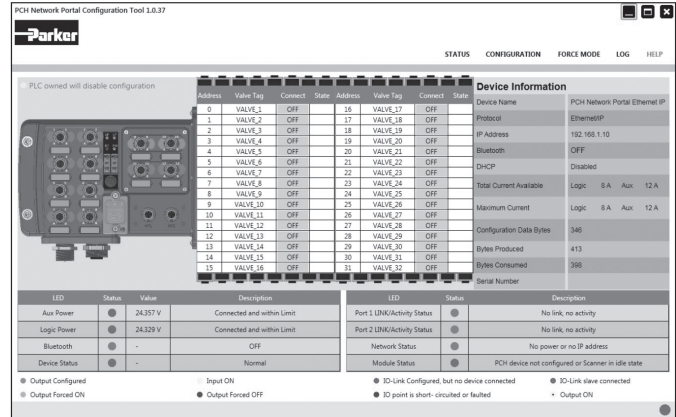 PCH Network Portal Configuration Tool 1.0.37
Parker
STATUS CONFIGURATION FORCE MODE LOG HELP
PLC owned will disable configuration
Address Valve Tag Connect State Address Valve Tag Connect State
0 VALVE_1 OFF 16 VALVE_17 OFF
1 VALVE_2 OFF 17 VALVE_18 OFF
2 VALVE_3 OFF 18 VALVE_19 OFF
3 VALVE_4 OFF 19 VALVE_20 OFF
4 VALVE_5 OFF 20 VALVE_21 OFF
5 VALVE_6 OFF 21 VALVE_22 OFF
6 VALVE_7 OFF 22 VALVE_23 OFF
7 VALVE_8 OFF 23 VALVE_24 OFF
8 VALVE_9 OFF 24 VALVE_25 OFF
9 VALVE_10 OFF 25 VALVE_26 OFF
10 VALVE_11 OFF 26 VALVE_27 OFF
11 VALVE_12 OFF 27 VALVE_28 OFF
12 VALVE_13 OFF 28 VALVE_29 OFF
13 VALVE_14 OFF 29 VALVE_30 OFF
14 VALVE_15 OFF 30 VALVE_31 OFF
15 VALVE_16 OFF 31 VALVE_32 OFF
Device Information
Device Name PCH Network Portal Ethernet IP
Protocol Ethernet/IP
IP Address 192.168.1.10
Bluetooth OFF
DHCP Disabled
Total Current Available Logic 8 A Aux 12 A
Maximum Current Logic 8 A Aux 12 A
Configuration Data Bytes 346
Bytes Produced 413
Bytes Consumed 398
Serial Number
LED Status Value Description
Aux Power 24.357 V Connected and within Limit
Logic Power 24.329 V Connected and within Limit
Bluetooth - OFF
Device Status - Normal
LED Status Description
Port 1 LINK/Activity Status No link, no activity
Port 2 LINK/Activity Status No link, no activity
Network Status No power or no IP address
Module Status PCH device not configured or Scanner in idle state
Output Configured Input ON IO-Link Configured, but no device connected IO-Link slave connected
Output Forced ON Output Forced OFF IO point is short- circuited or faulted Output ON